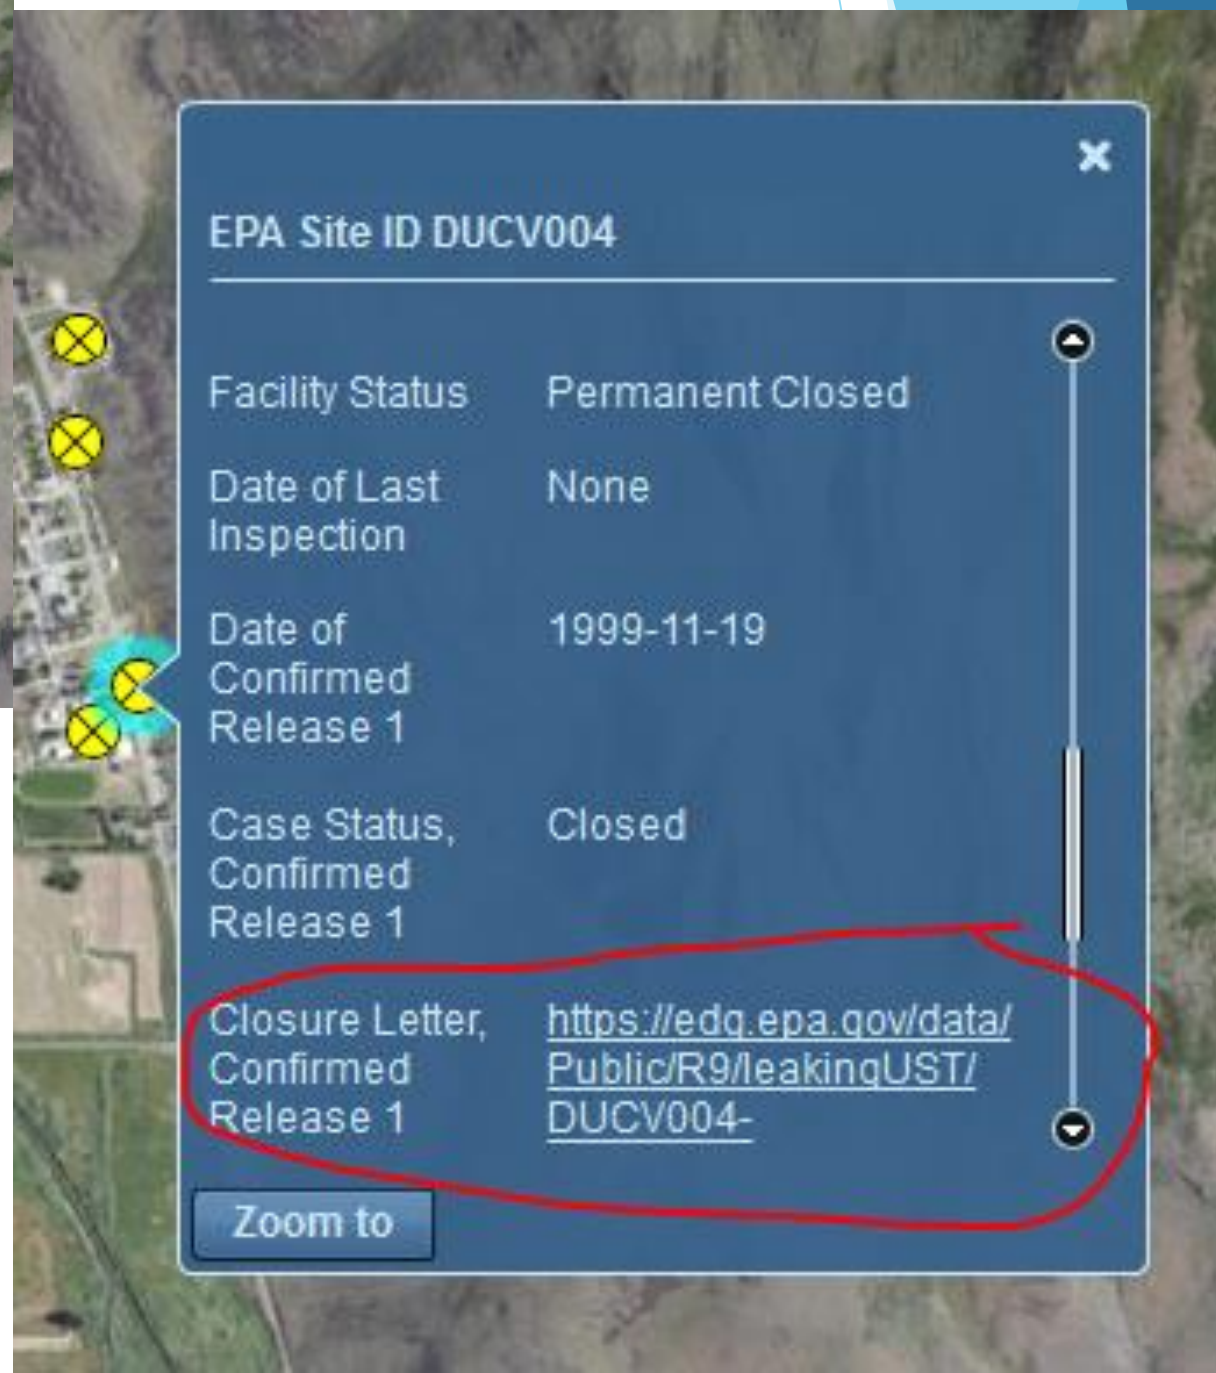 EPA Site ID DUCV004
Facility Status Permanent Closed
Date of Last None
Inspection
Date of 1999-11-19
Confirmed
Release 1
Case Status, Closed
Confirmed
Release 1
Closure Letter, https://edg.epa.gov/data/
Confirmed Public/R9/leakingUST/
Release 1 DUCV004-
Zoom to